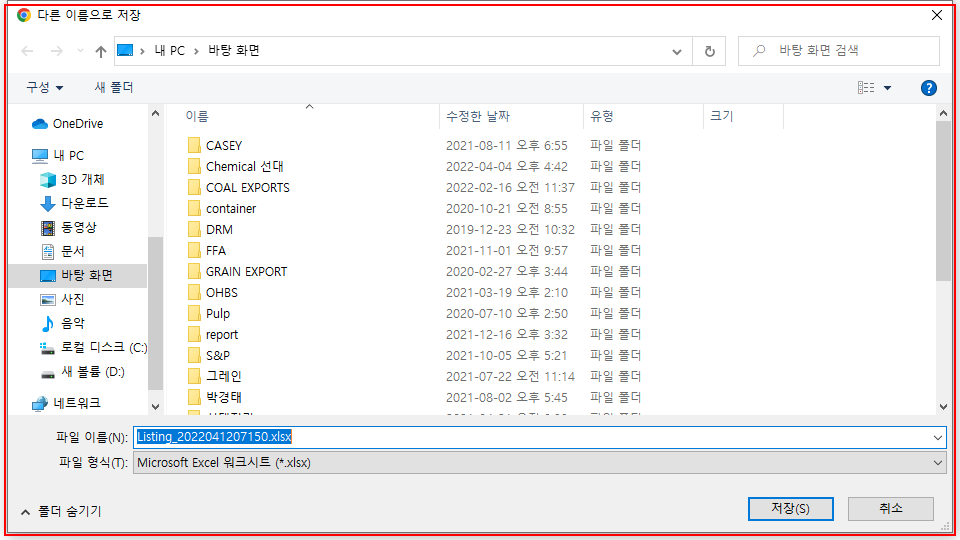 다른 이름으로 저장
내 PC > 바탕 화면
바탕 화면 검색
구성
새 폴더
OneDrive
내 PC
3D 개체
다운로드
동영상
문서
바탕 화면
사진
음악
로컬 디스크 (C:)
새 볼륨 (D:)
네트워크
이름 수정한 날짜 유형 크기
CASEY 2021-08-11 오후 6:55 파일 폴더
Chemical 선대 2022-04-04 오후 4:42 파일 폴더
COAL EXPORTS 2022-02-16 오전 11:37 파일 폴더
container 2020-10-21 오전 8:55 파일 폴더
DRM 2019-12-23 오전 10:32 파일 폴더
FFA 2021-11-01 오전 9:57 파일 폴더
GRAIN EXPORT 2020-02-27 오후 3:44 파일 폴더
OHBS 2021-03-19 오후 2:10 파일 폴더
Pulp 2020-07-10 오후 2:50 파일 폴더
report 2021-12-16 오후 3:32 파일 폴더
S&P 2021-10-05 오후 5:21 파일 폴더
그레인 2021-07-22 오전 11:14 파일 폴더
박경태 2021-08-02 오후 5:45 파일 폴더
파일 이름(N): Listing_2022041207150.xlsx
파일 형식(T): Microsoft Excel 워크시트 (*.xlsx)
폴더 숨기기
저장(S)
취소